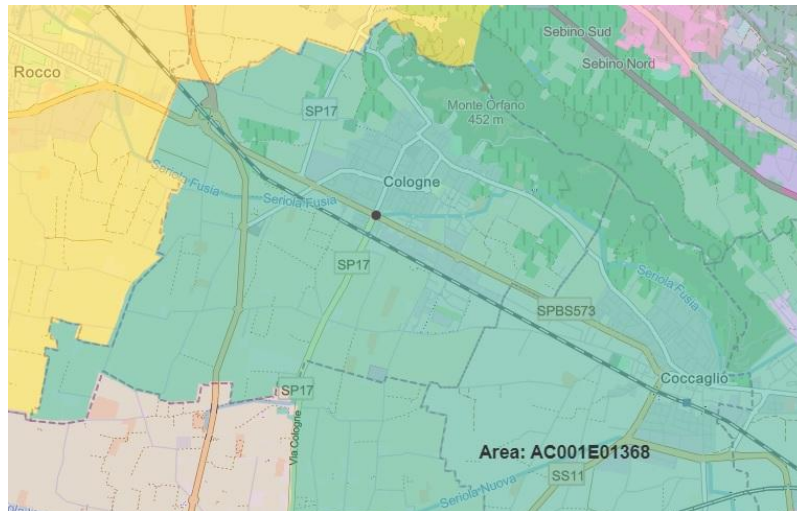 Sebino Sud
Sebino Nord
Rocco
Monte Orfano
452 m
SP17
Cologne
Seriola Fusia
Seriola Fusia
SP17
Seriola Fusia
SPBS573
Coccaglio
SP17
Via Cologne
Area: AC001E01368
SS11
Seriola Nuova